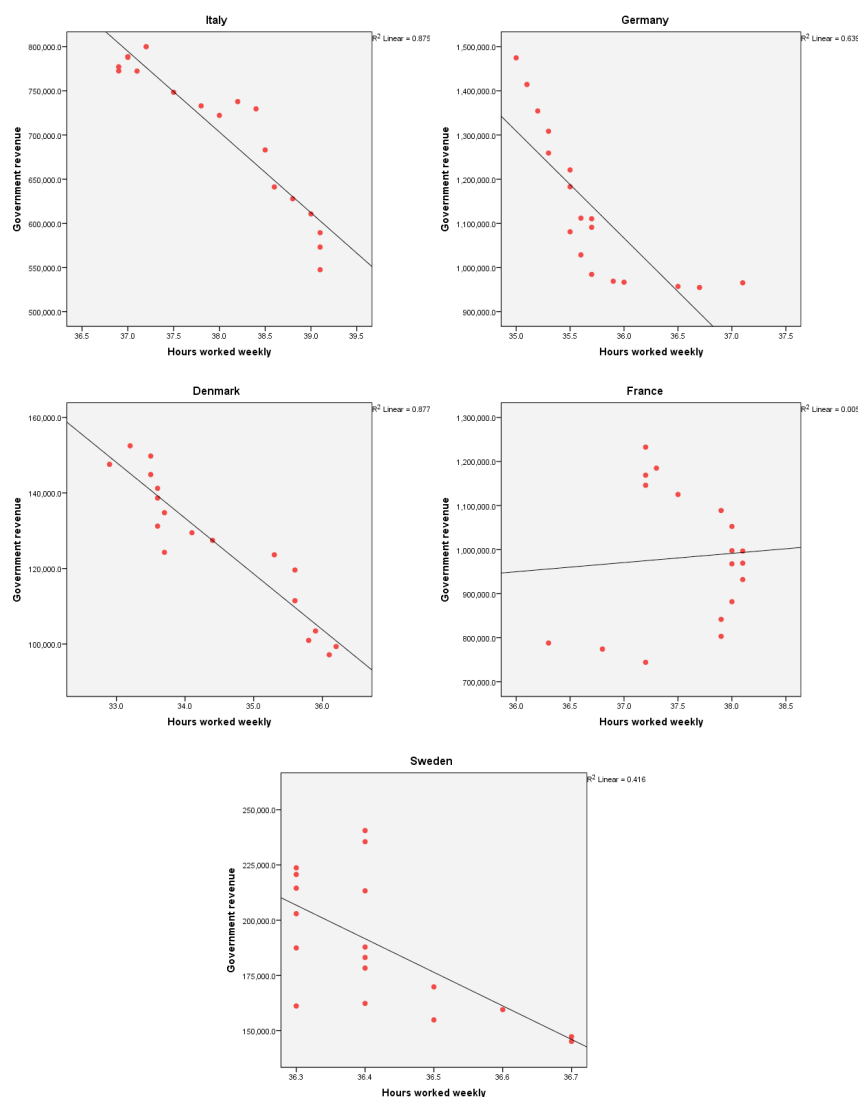 Italy
R² Linear = 0.875
Government revenue
800,000.0
750,000.0
700,000.0
650,000.0
600,000.0
550,000.0
500,000.0
36.5 37.0 37.5 38.0 38.5 39.0 39.5
Hours worked weekly
Germany
R² Linear = 0.639
Government revenue
1,500,000.0
1,400,000.0
1,300,000.0
1,200,000.0
1,100,000.0
1,000,000.0
900,000.0
35.0 35.5 36.0 36.5 37.0 37.5
Hours worked weekly
Denmark
R² Linear = 0.877
Government revenue
160,000.0
140,000.0
120,000.0
100,000.0
33.0 34.0 35.0 36.0
Hours worked weekly
France
R² Linear = 0.005
Government revenue
1,300,000.0
1,200,000.0
1,100,000.0
1,000,000.0
900,000.0
800,000.0
700,000.0
36.0 36.5 37.0 37.5 38.0 38.5
Hours worked weekly
Sweden
R² Linear = 0.416
Government revenue
250,000.0
225,000.0
200,000.0
175,000.0
150,000.0
36.3 36.4 36.5 36.6 36.7
Hours worked weekly